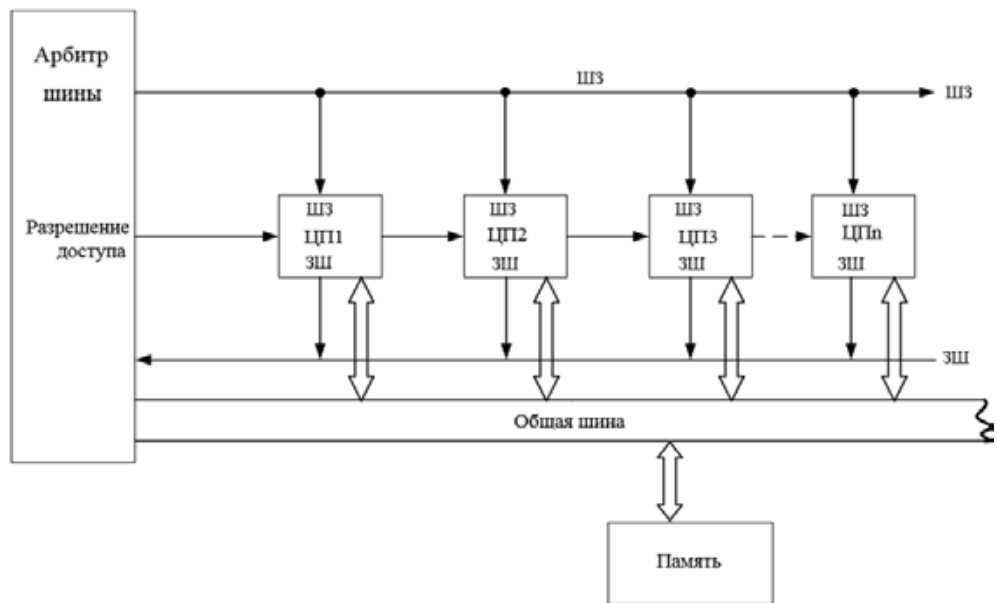 Арбитр
шины
ШЗ
ШЗ
Разрешение
доступа
ШЗ
ЦП1
ЗШ
ШЗ
ЦП2
ЗШ
ШЗ
ЦП3
ЗШ
ШЗ
ЦПn
ЗШ
ЗШ
Общая шина
Память